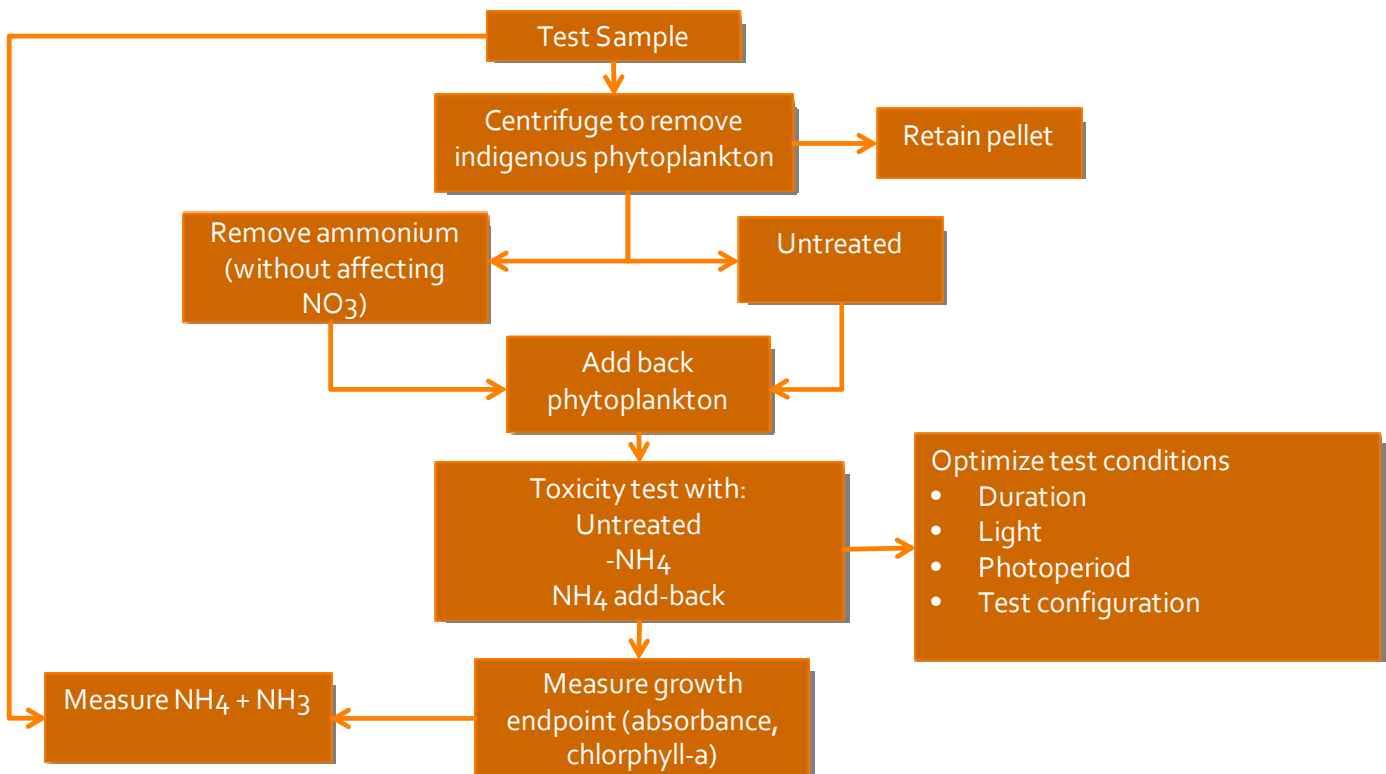 Test Sample
Centrifuge to remove
indigenous phytoplankton
Retain pellet
Remove ammonium
(without affecting
NO3)
Untreated
Add back
phytoplankton
Toxicity test with:
Untreated
-NH4
NH4 add-back
Optimize test conditions
• Duration
• Light
• Photoperiod
• Test configuration
Measure NH4 + NH3
Measure growth
endpoint (absorbance,
chlorphyll-a)